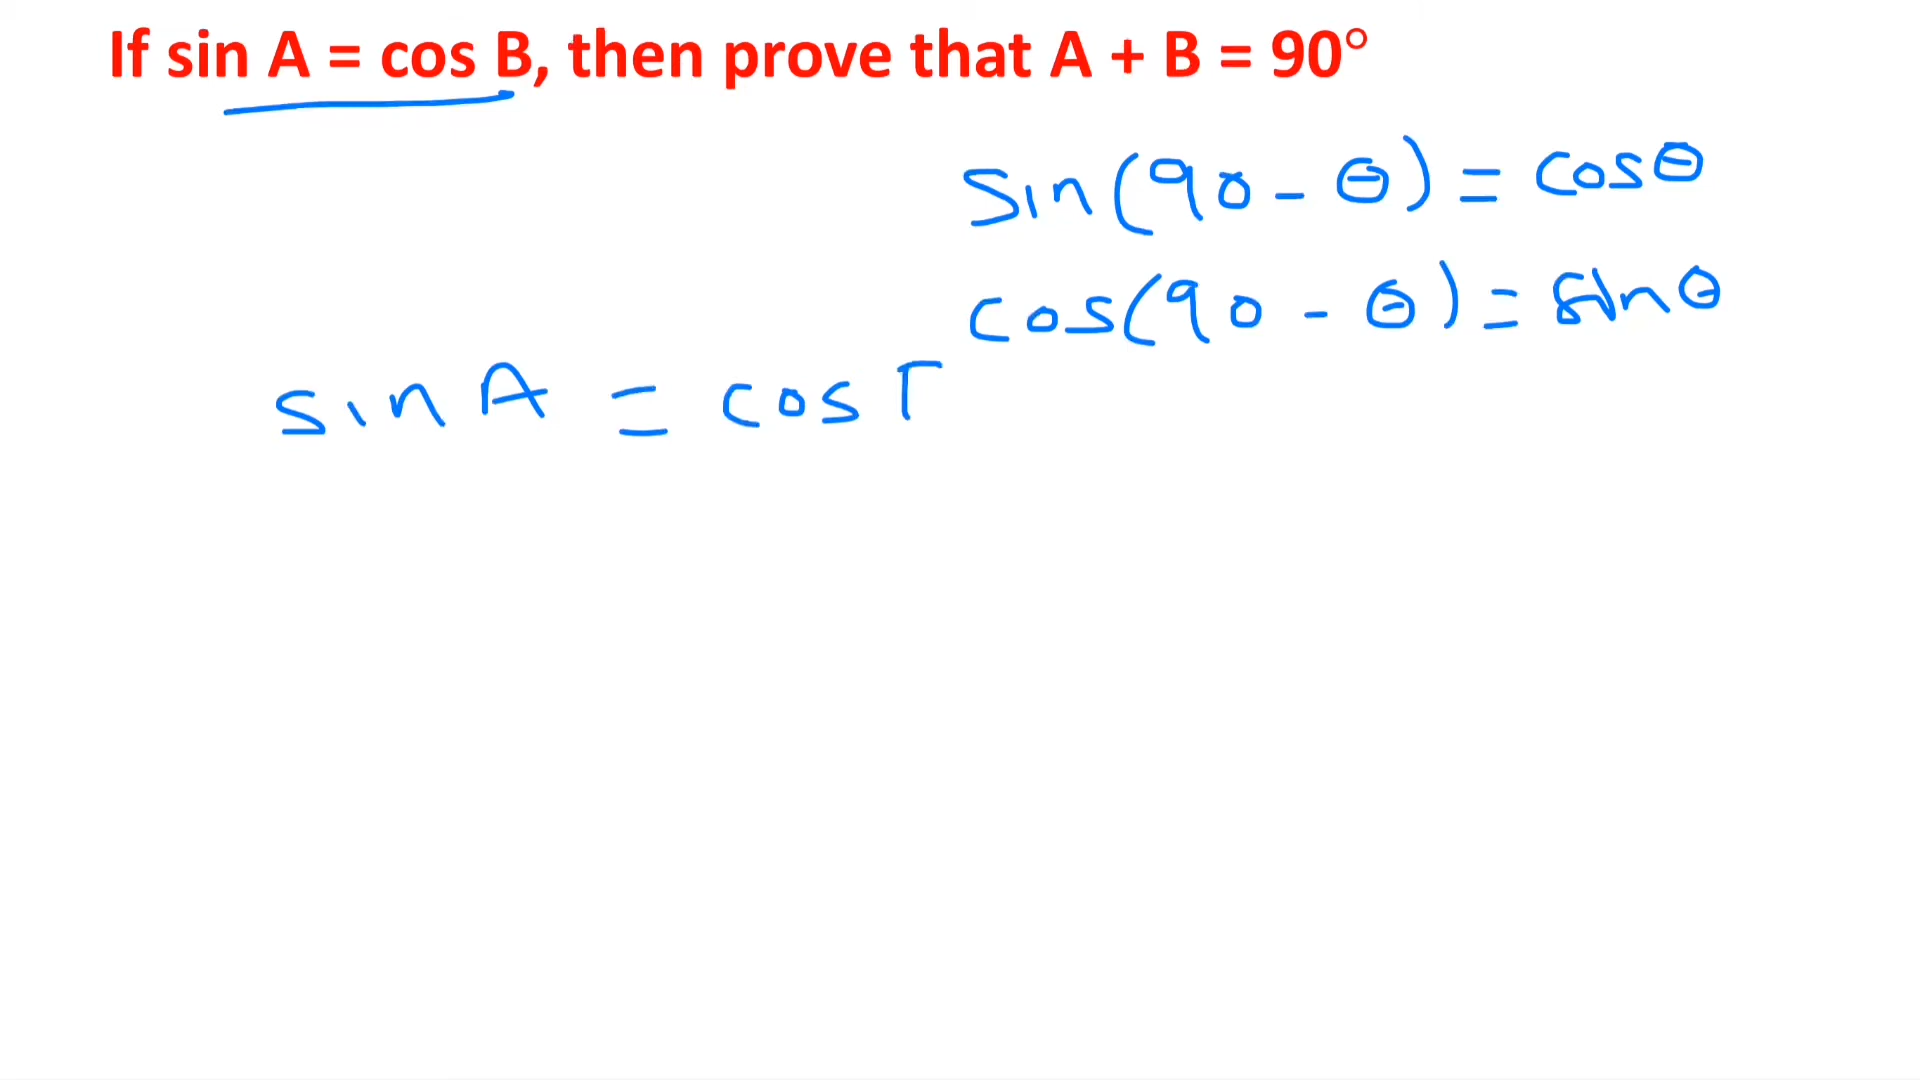 If sin A = cos B, then prove that A + B = 90°
sin(90 - θ) = cosθ
cos(90 - θ) = sinθ
sin A = cos